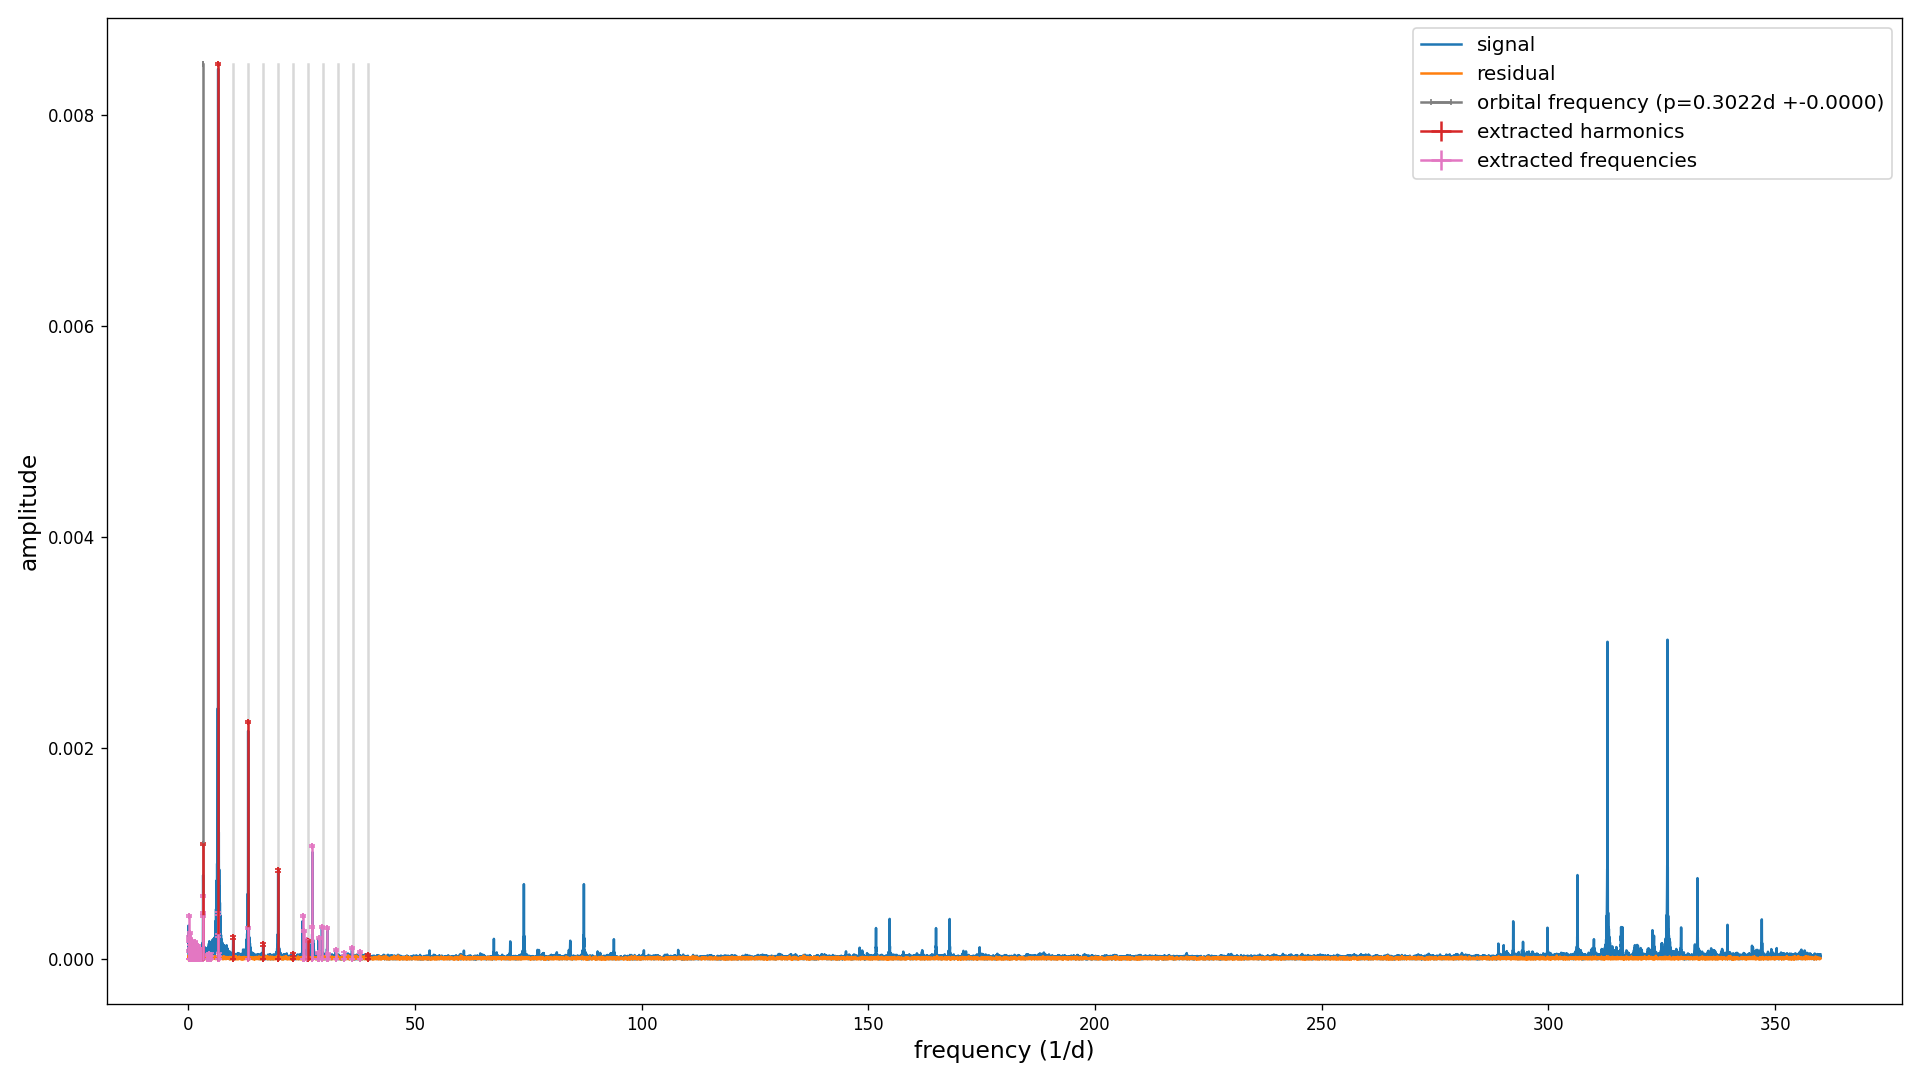 signal
residual
orbital frequency (p=0.3022d +-0.0000)
extracted harmonics
extracted frequencies
0.008
0.006
0.004
0.002
0.000
amplitude
0 50 100 150 200 250 300 350
frequency (1/d)